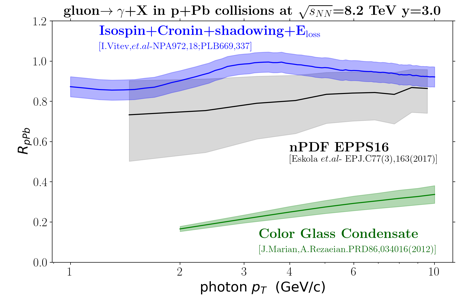 gluon→ γ+X in p+Pb collisions at √sNN=8.2 TeV y=3.0
Isospin+Cronin+shadowing+Eloss
[I.Vitev,et.al-NPA972,18;PLB669,337]
nPDF EPPS16
[Eskola et.al- EPJ.C77(3),163(2017)]
Color Glass Condensate
[J.Marian,A.Rezaeian.PRD86,034016(2012)]
RpPb
1.2
1.0
0.8
0.6
0.4
0.2
0.0
1 2 3 4 6 10
photon pT (GeV/c)